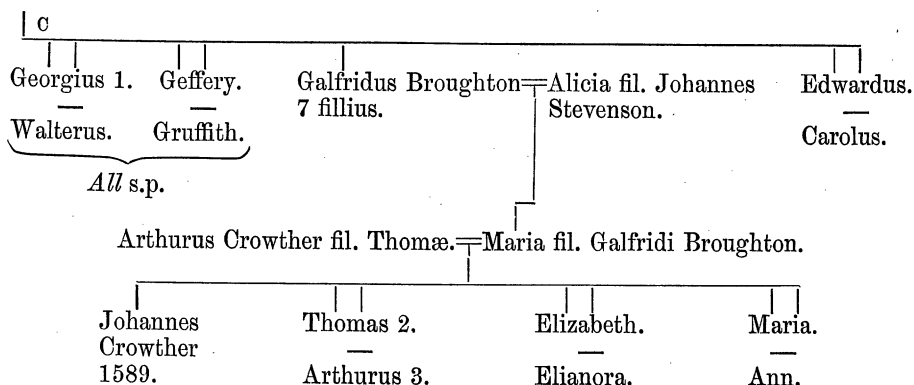 C
Georgius 1. Geffery. Galfridus Broughton Alicia fil. Johannes Edwardus.
7 fillius. Stevenson.
Walterus. Gruffith. Carolus.
All s.p.
Arthurus Crowther fil. Thomæ. Maria fil. Galfridi Broughton.
Johannes Thomas 2. Elizabeth. Maria.
Crowther
1589. Arthurus 3. Elianora. Ann.